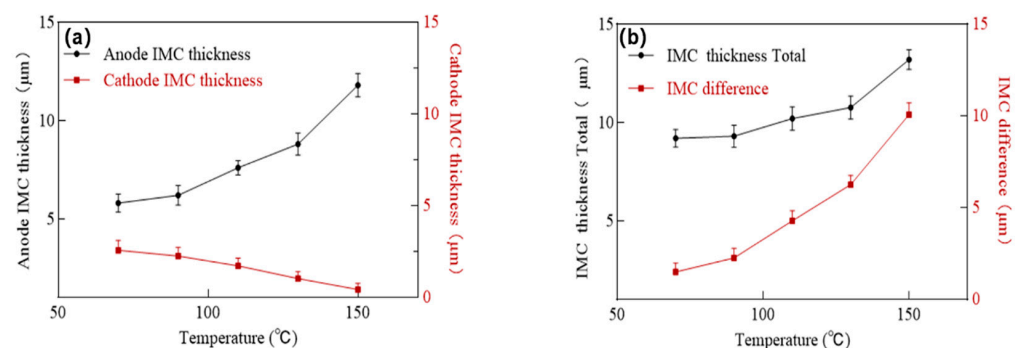 (a)
Anode IMC thickness
Cathode IMC thickness
Anode IMC thickness (μm)
15
10
5
Cathode IMC thickness (μm)
15
10
5
0
50
100
150
Temperature (℃)
(b)
IMC thickness Total
IMC difference
IMC thickness Total ( μm)
15
10
5
IMC difference (μm)
15
10
5
0
50
100
150
Temperature (℃)